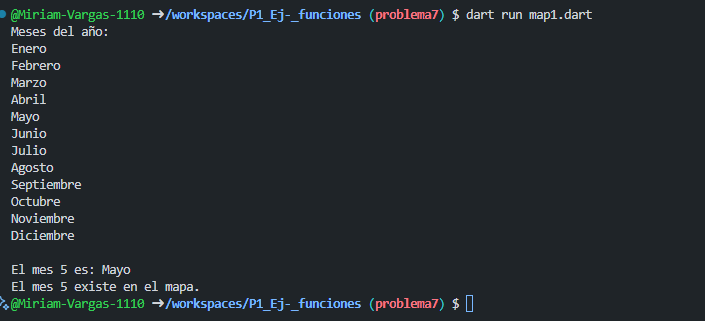 @Miriam-Vargas-1110 ➜/workspaces/P1_Ej-_funciones (problema7) $ dart run map1.dart
Meses del año:
Enero
Febrero
Marzo
Abril
Mayo
Junio
Julio
Agosto
Septiembre
Octubre
Noviembre
Diciembre

El mes 5 es: Mayo
El mes 5 existe en el mapa.
@Miriam-Vargas-1110 ➜/workspaces/P1_Ej-_funciones (problema7) $